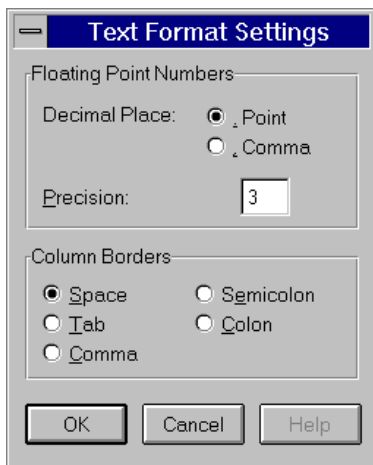 Text Format Settings
Floating Point Numbers
Decimal Place:
. Point
, Comma
Precision:
3
Column Borders
Space
Semicolon
Tab
Colon
Comma
OK
Cancel
Help